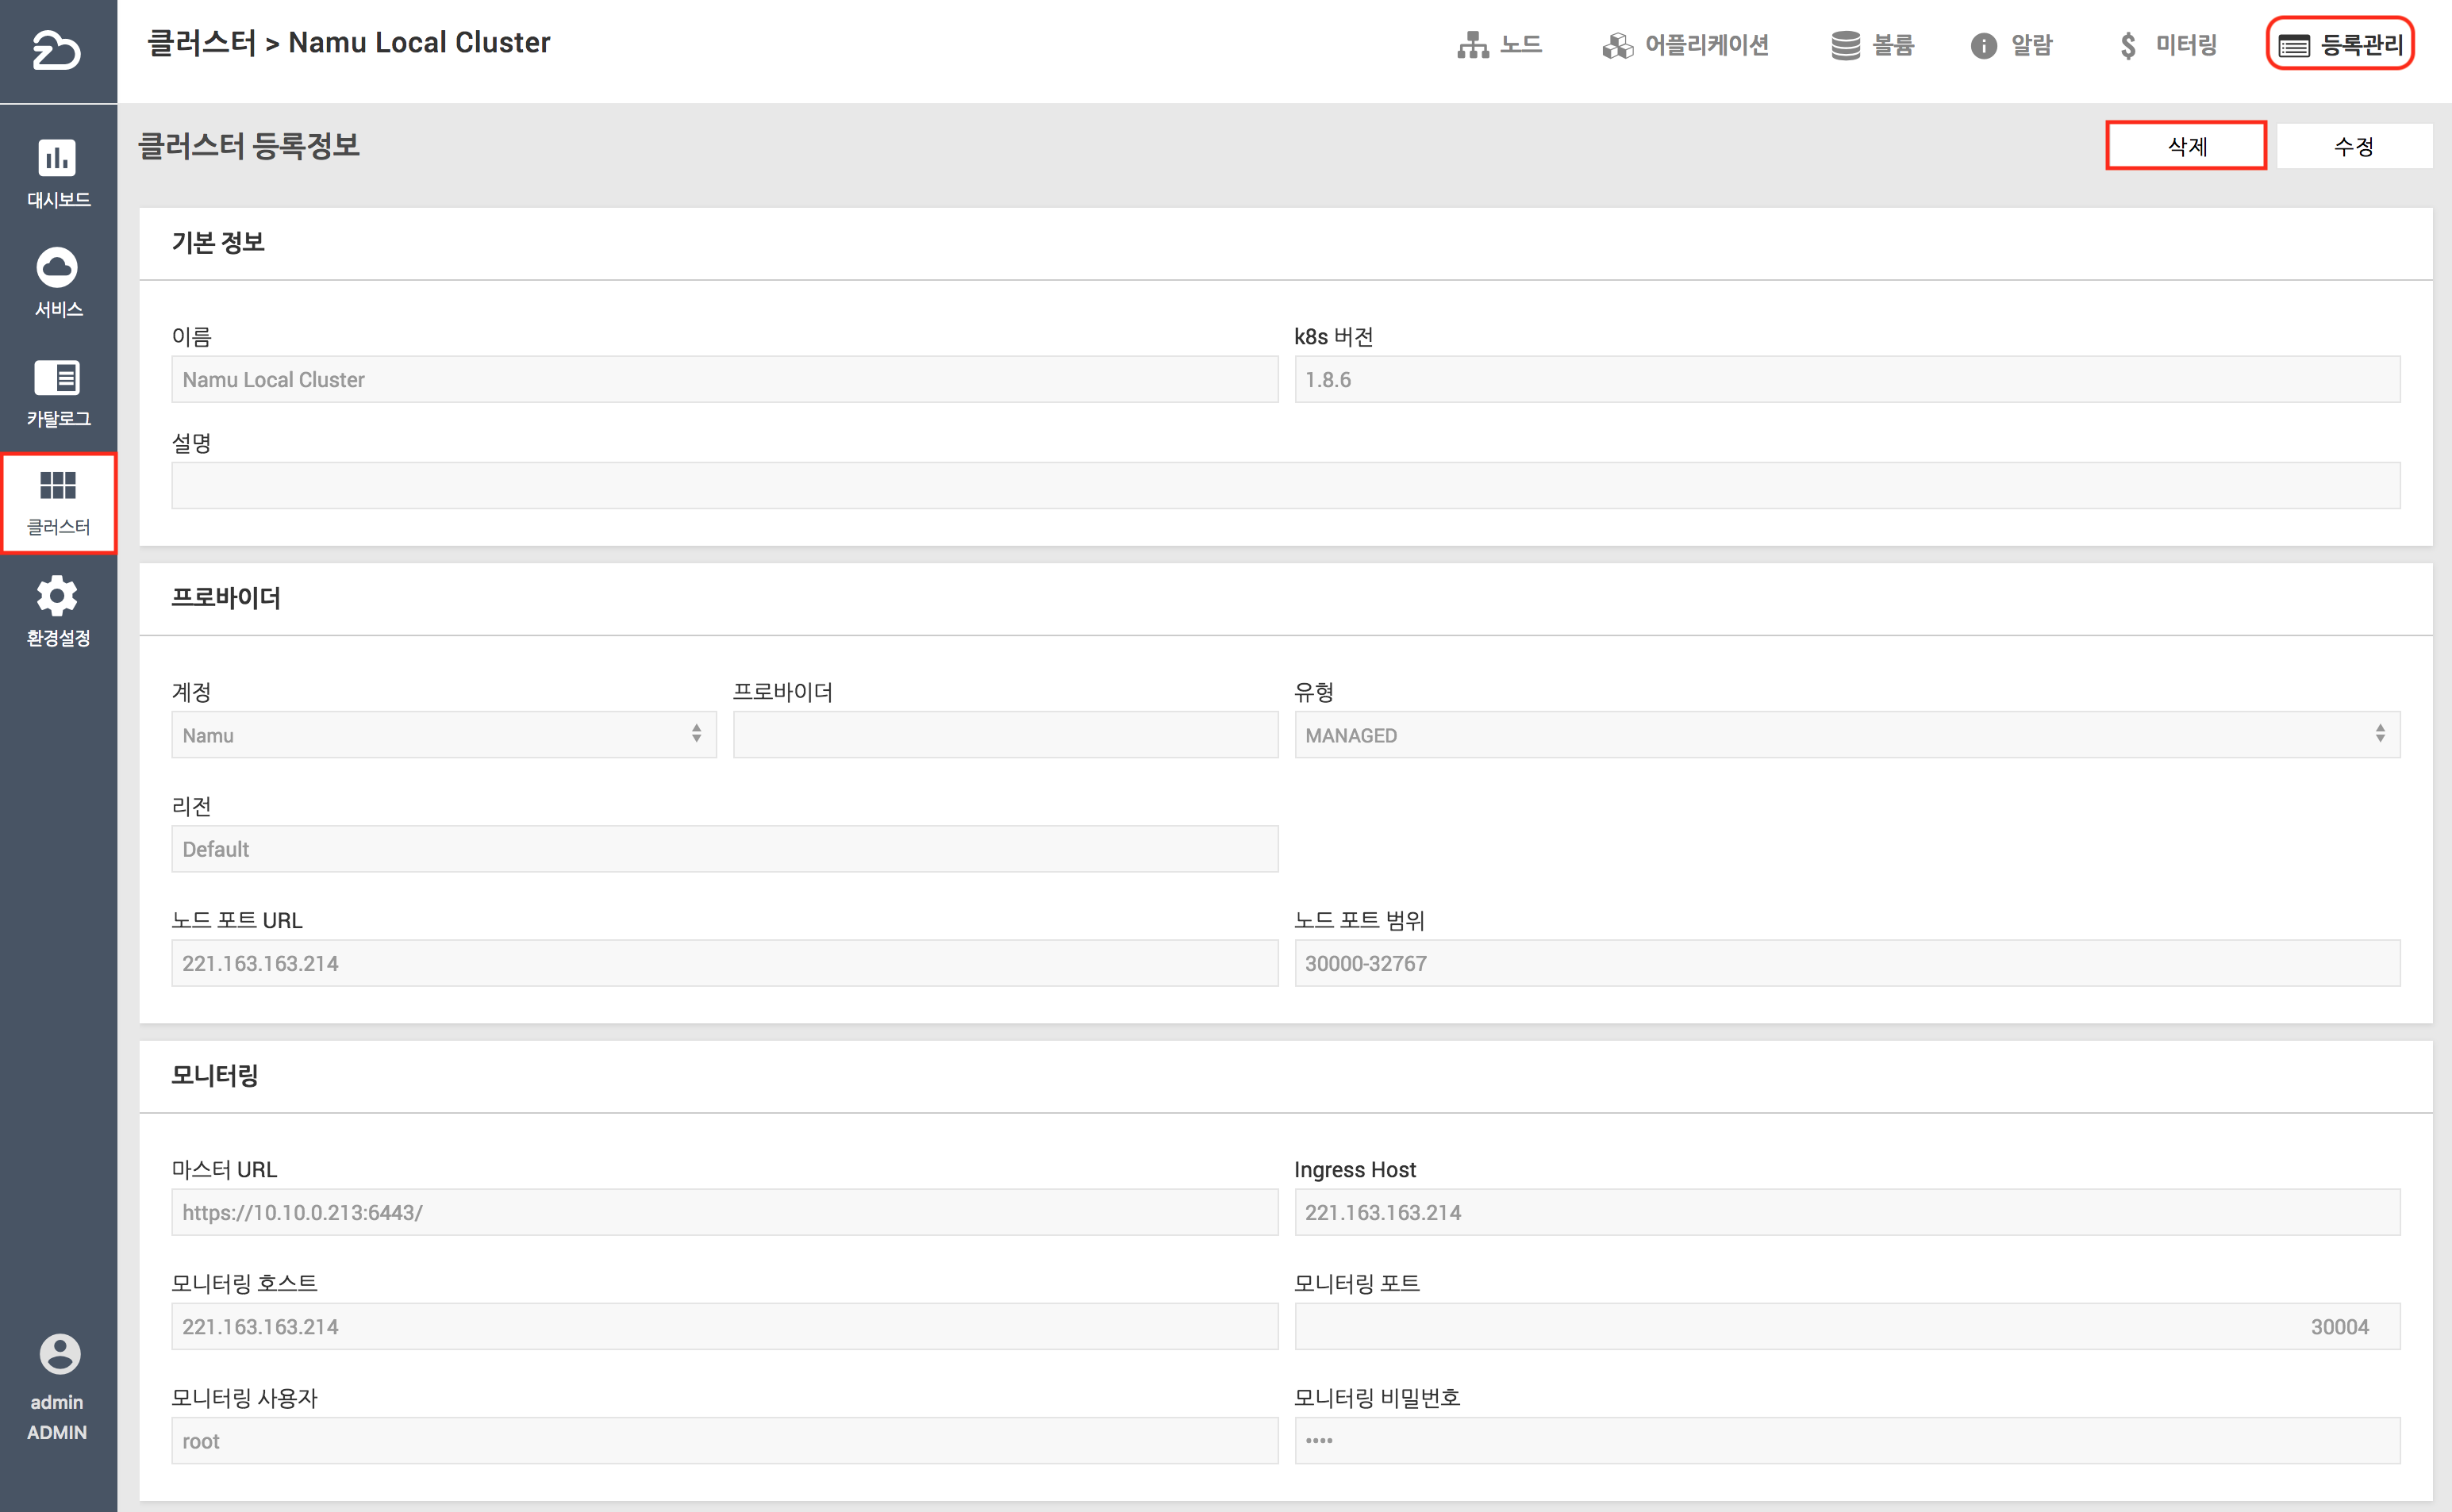 클러스터 > Namu Local Cluster
노드
어플리케이션
볼륨
알람
미터링
등록관리
대시보드
서비스
카탈로그
클러스터
환경설정
admin
ADMIN
클러스터 등록정보
삭제
수정
기본 정보
이름
k8s 버전
Namu Local Cluster
1.8.6
설명
프로바이더
계정
프로바이더
유형
Namu
MANAGED
리전
Default
노드 포트 URL
노드 포트 범위
221.163.163.214
30000-32767
모니터링
마스터 URL
Ingress Host
https://10.10.0.213:6443/
221.163.163.214
모니터링 호스트
모니터링 포트
221.163.163.214
30004
모니터링 사용자
모니터링 비밀번호
root
••••